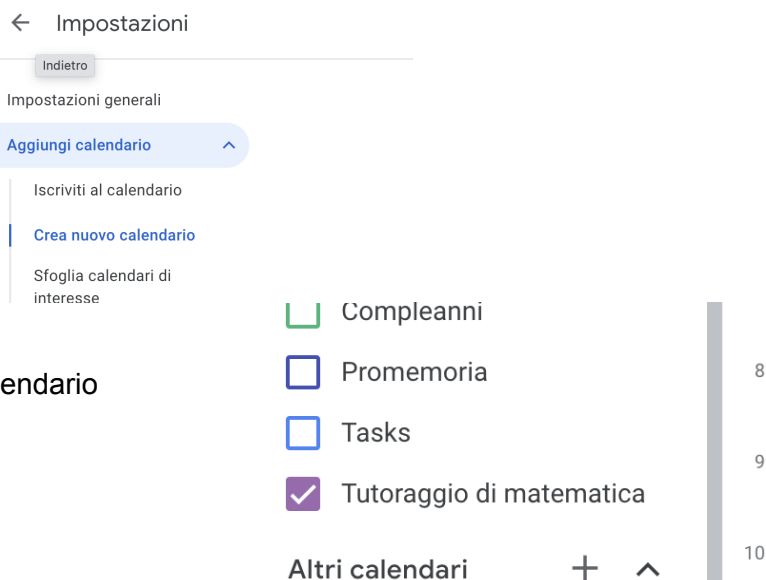 Impostazioni
Indietro
Impostazioni generali
Aggiungi calendario
Iscriviti al calendario
Crea nuovo calendario
Sfoglia calendari di
interesse
endario
Compleanni
Promemoria
Tasks
Tutoraggio di matematica
Altri calendari
8
9
10